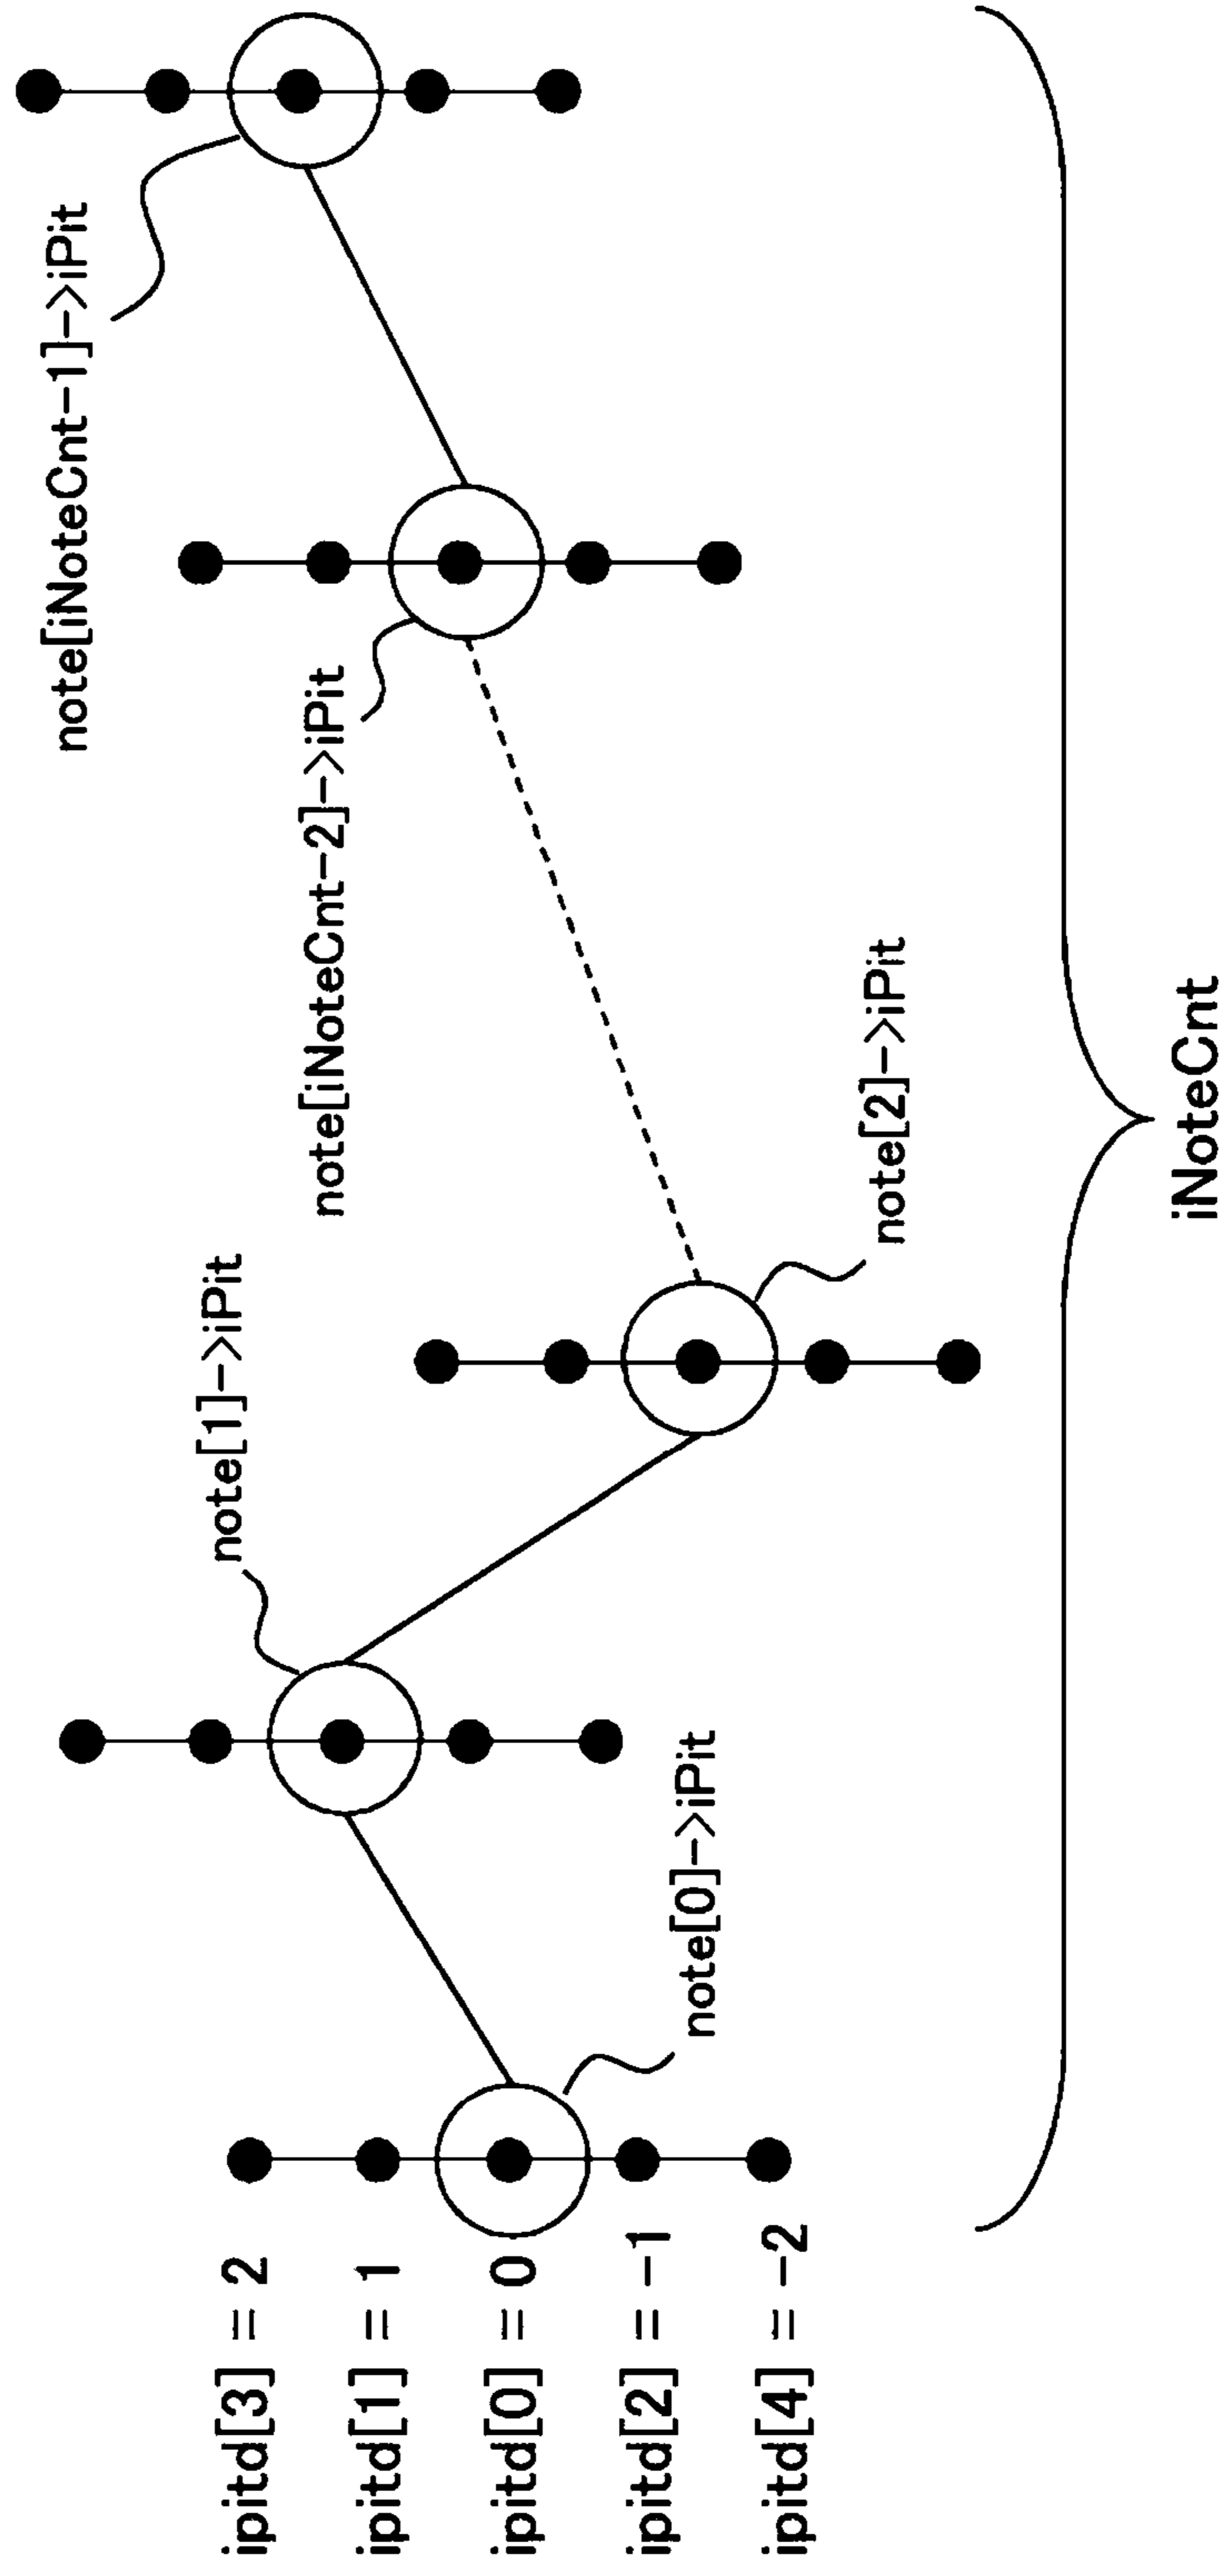 ipitd[3] = 2
ipitd[1] = 1
ipitd[0] = 0
ipitd[2] = -1
ipitd[4] = -2
note[0]->iPit
note[1]->iPit
note[2]->iPit
note[iNoteCnt-2]->iPit
note[iNoteCnt-1]->iPit
iNoteCnt